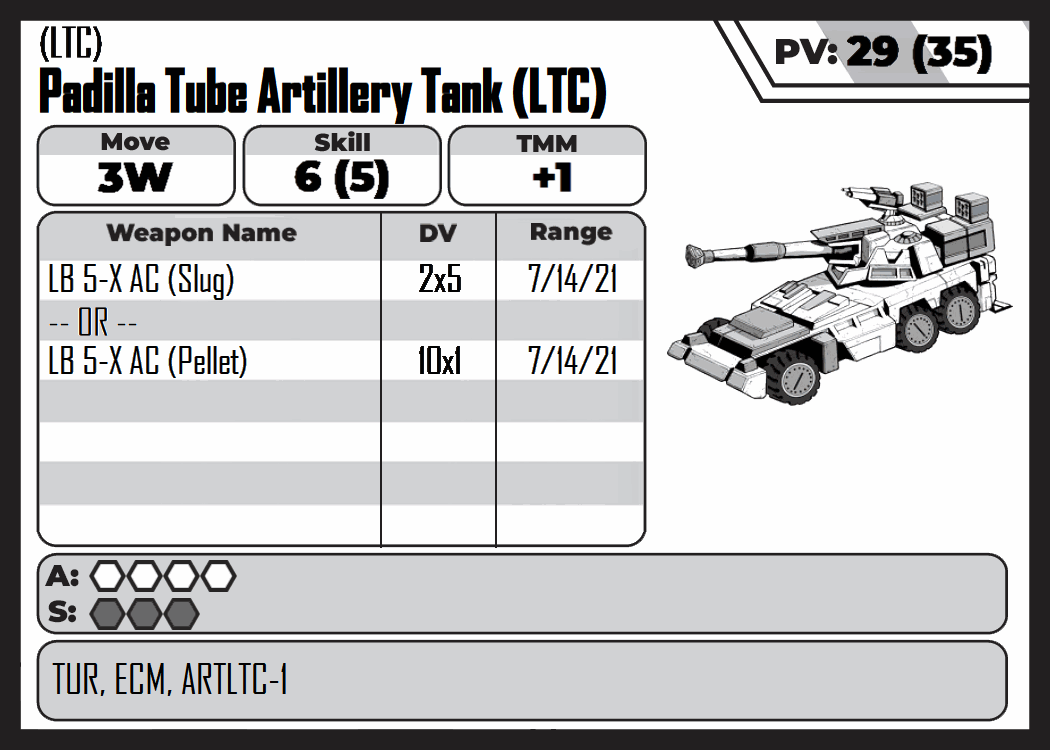 (LTC)
Padilla Tube Artillery Tank (LTC)
PV: 29 (35)
Move Skill TMM
3W 6 (5) +1
Weapon Name DV Range
LB 5-X AC (Slug) 2x5 7/14/21
-- OR --
LB 5-X AC (Pellet) 10x1 7/14/21
A:
S:
TUR, ECM, ARTLTC-1